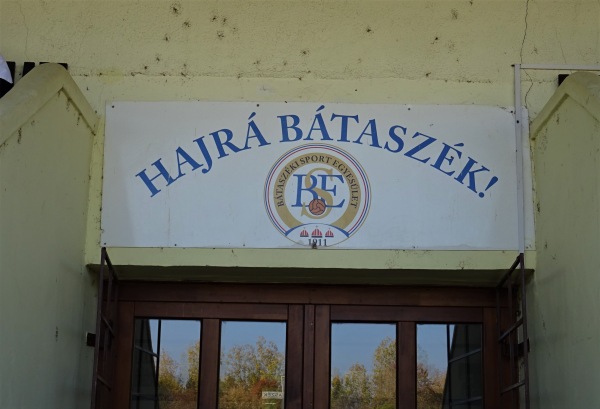 HAJRÁ BÁTASZÉK!
BÁTASZÉKI SPORT EGYESÜLET
BSE
1911